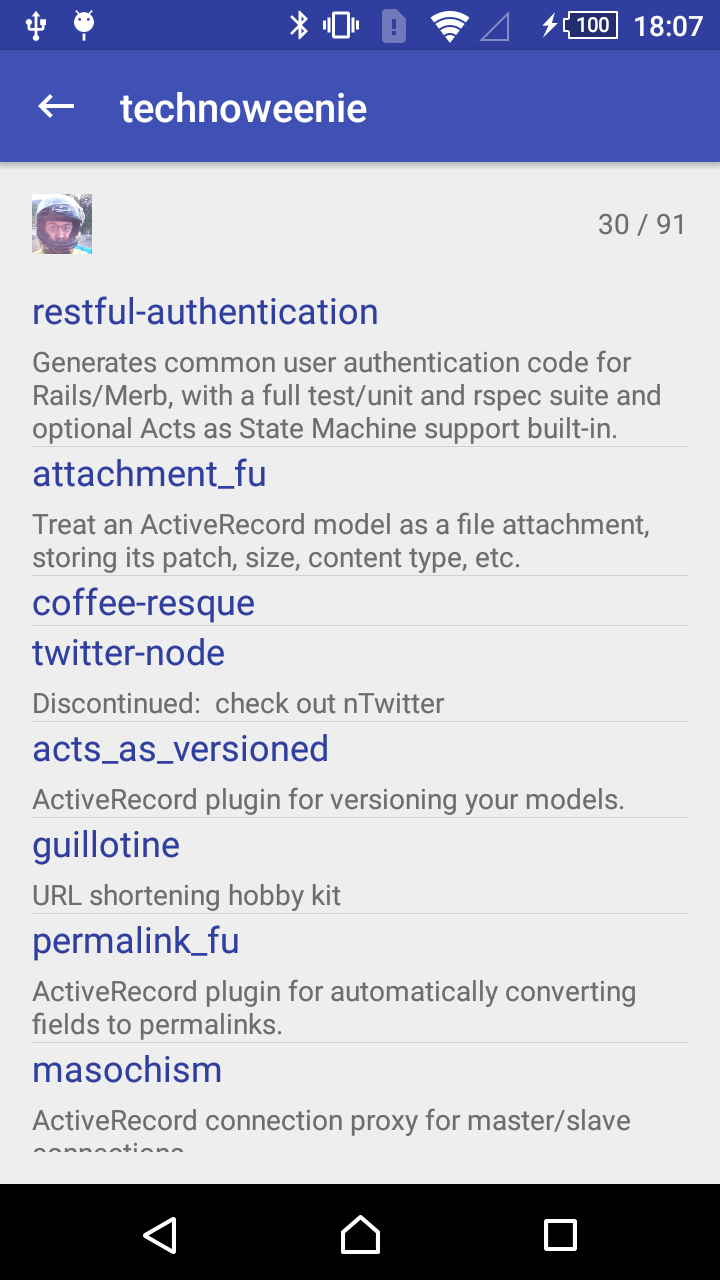 100 18:07
technoweenie
30 / 91
restful-authentication
Generates common user authentication code for
Rails/Merb, with a full test/unit and rspec suite and
optional Acts as State Machine support built-in.
attachment_fu
Treat an ActiveRecord model as a file attachment,
storing its patch, size, content type, etc.
coffee-resque
twitter-node
Discontinued:  check out nTwitter
acts_as_versioned
ActiveRecord plugin for versioning your models.
guillotine
URL shortening hobby kit
permalink_fu
ActiveRecord plugin for automatically converting
fields to permalinks.
masochism
ActiveRecord connection proxy for master/slave
connections